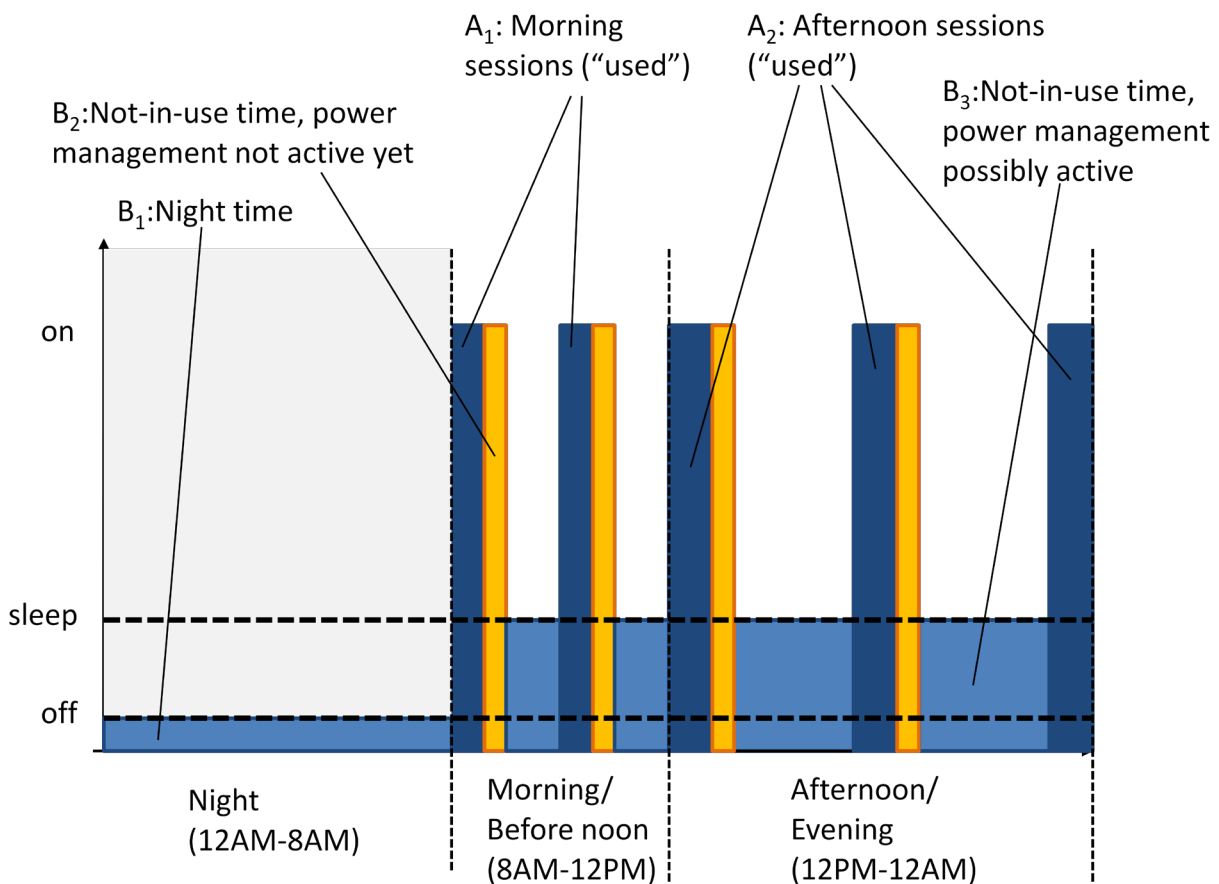 A₁: Morning
sessions (“used”)
A₂: Afternoon sessions
(“used”)
B₃:Not-in-use time,
power management
possibly active
B₂:Not-in-use time, power
management not active yet
B₁:Night time
on
sleep
off
Night
(12AM-8AM)
Morning/
Before noon
(8AM-12PM)
Afternoon/
Evening
(12PM-12AM)